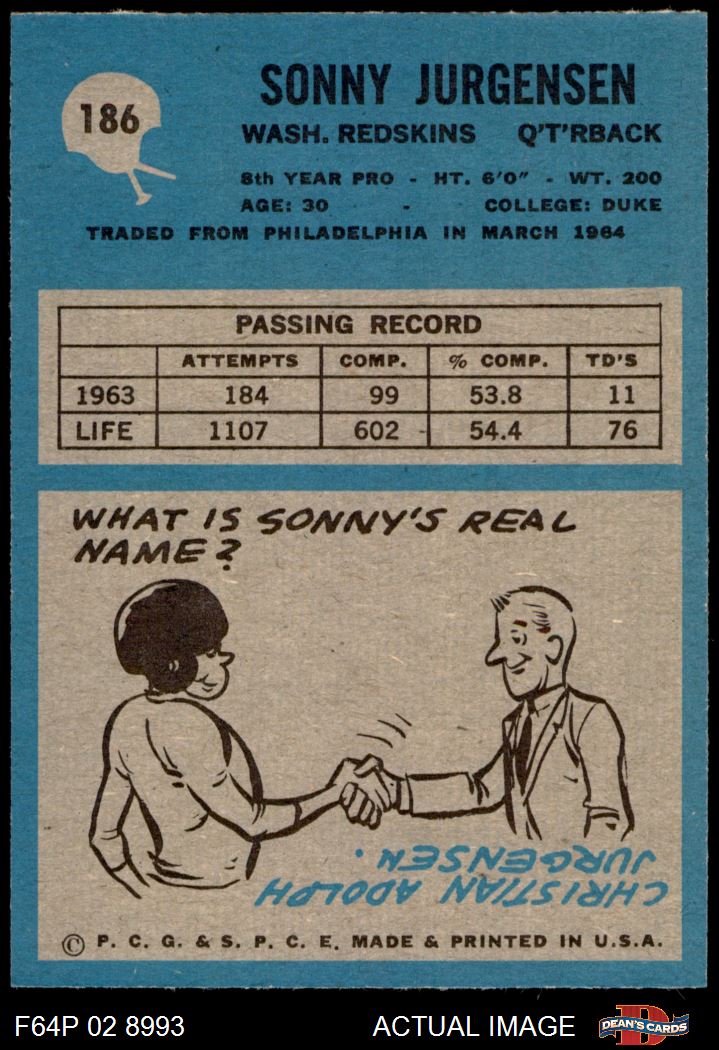 186
SONNY JURGENSEN
WASH. REDSKINS Q'T'RBACK
8th YEAR PRO - HT. 6'0" - WT. 200
AGE: 30 - COLLEGE: DUKE
TRADED FROM PHILADELPHIA IN MARCH 1964
PASSING RECORD
ATTEMPTS COMP. % COMP. TD'S
1963 184 99 53.8 11
LIFE 1107 602 54.4 76
WHAT IS SONNY'S REAL
NAME?
CHRISTIAN ADOLPH
JURGENSEN.
© P. C. G. & S. P. C. E. MADE & PRINTED IN U.S.A.
F64P 02 8993 ACTUAL IMAGE
D
DEAN'S CARDS